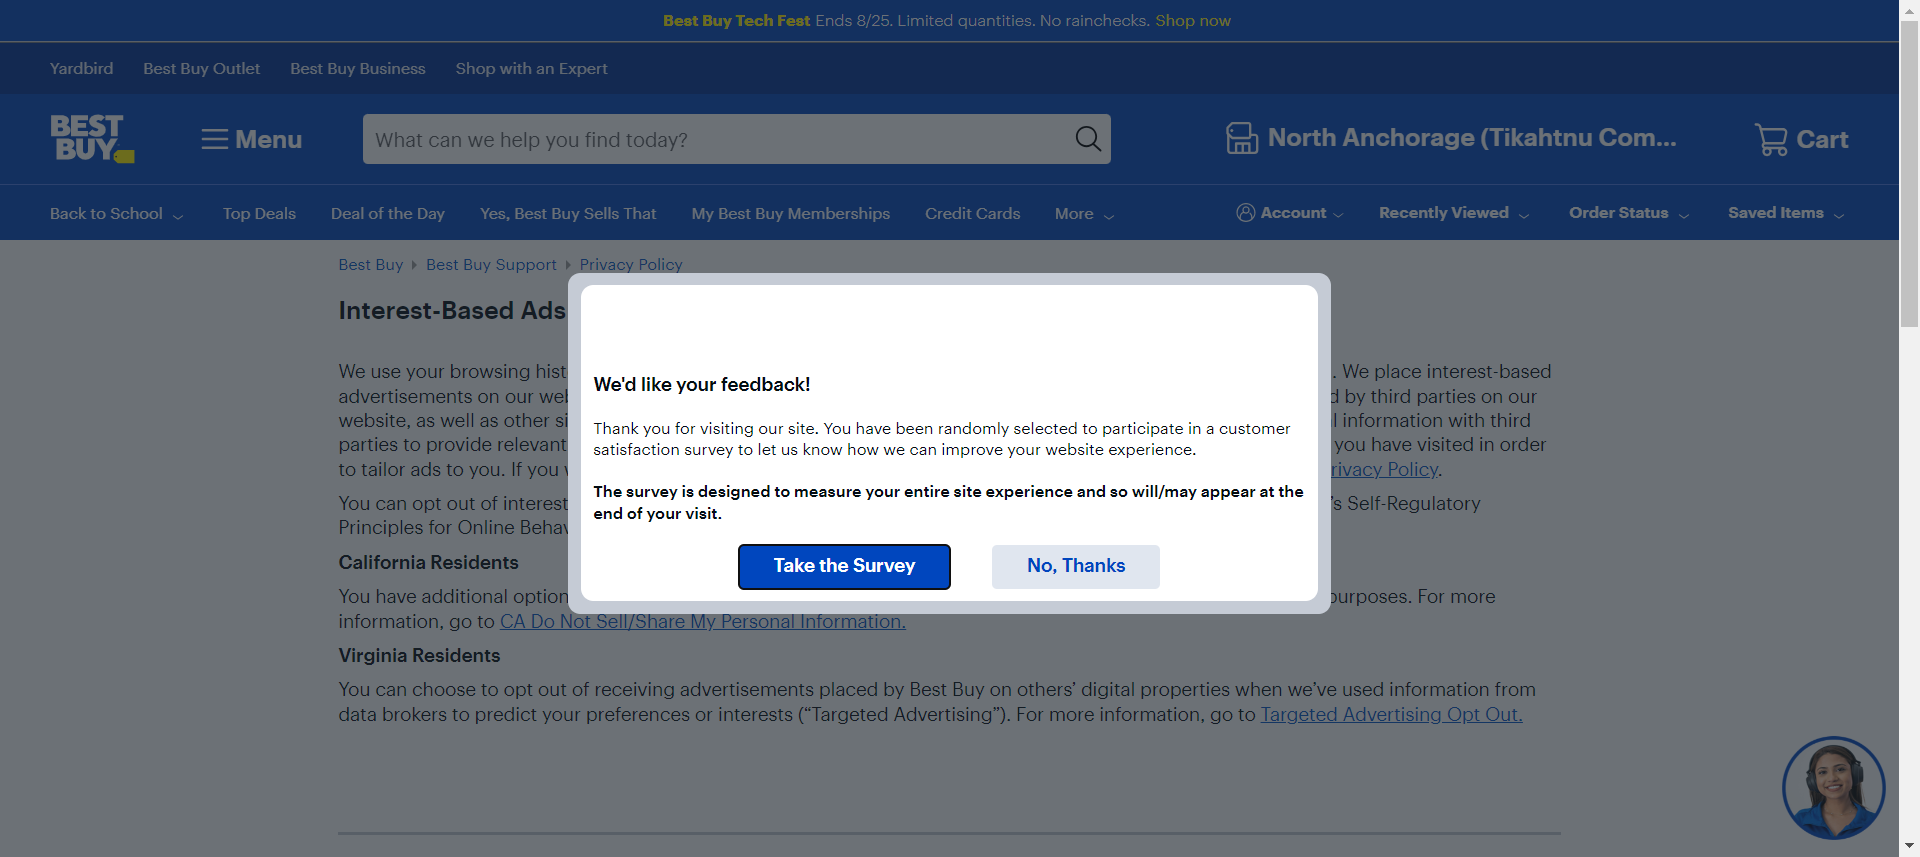 Best Buy Tech Fest Ends 8/25. Limited quantities. No rainchecks. Shop now
Yardbird Best Buy Outlet Best Buy Business Shop with an Expert
BEST BUY
Menu
What can we help you find today?
North Anchorage (Tikahtnu Com...
Cart
Back to School Top Deals Deal of the Day Yes, Best Buy Sells That My Best Buy Memberships Credit Cards More Account Recently Viewed Order Status Saved Items
Best Buy Best Buy Support Privacy Policy
Interest-Based Ads
We use your browsing hist . We place interest-based
advertisements on our web d by third parties on our
website, as well as other si l information with third
parties to provide relevant you have visited in order
to tailor ads to you. If you rivacy Policy.
You can opt out of interest 's Self-Regulatory
Principles for Online Behav
California Residents
You have additional option purposes. For more
information, go to CA Do Not Sell/Share My Personal Information.
Virginia Residents
You can choose to opt out of receiving advertisements placed by Best Buy on others’ digital properties when we’ve used information from
data brokers to predict your preferences or interests (“Targeted Advertising”). For more information, go to Targeted Advertising Opt Out.
We'd like your feedback!
Thank you for visiting our site. You have been randomly selected to participate in a customer
satisfaction survey to let us know how we can improve your website experience.
The survey is designed to measure your entire site experience and so will/may appear at the
end of your visit.
Take the Survey
No, Thanks